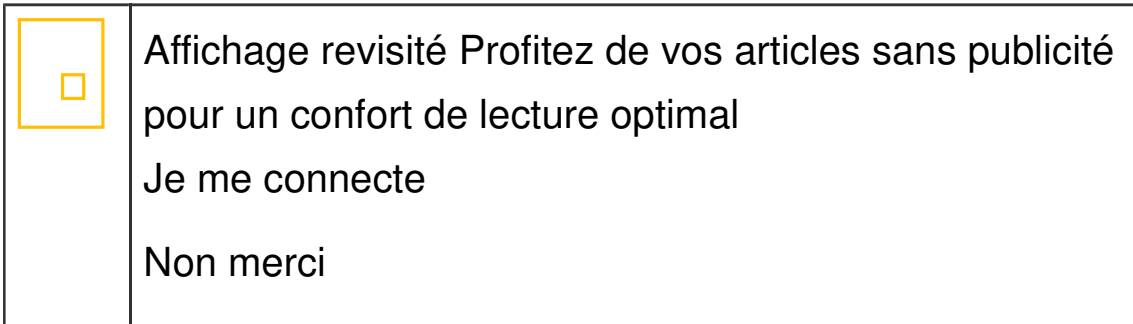 Affichage revisité Profitez de vos articles sans publicité
pour un confort de lecture optimal
Je me connecte
Non merci